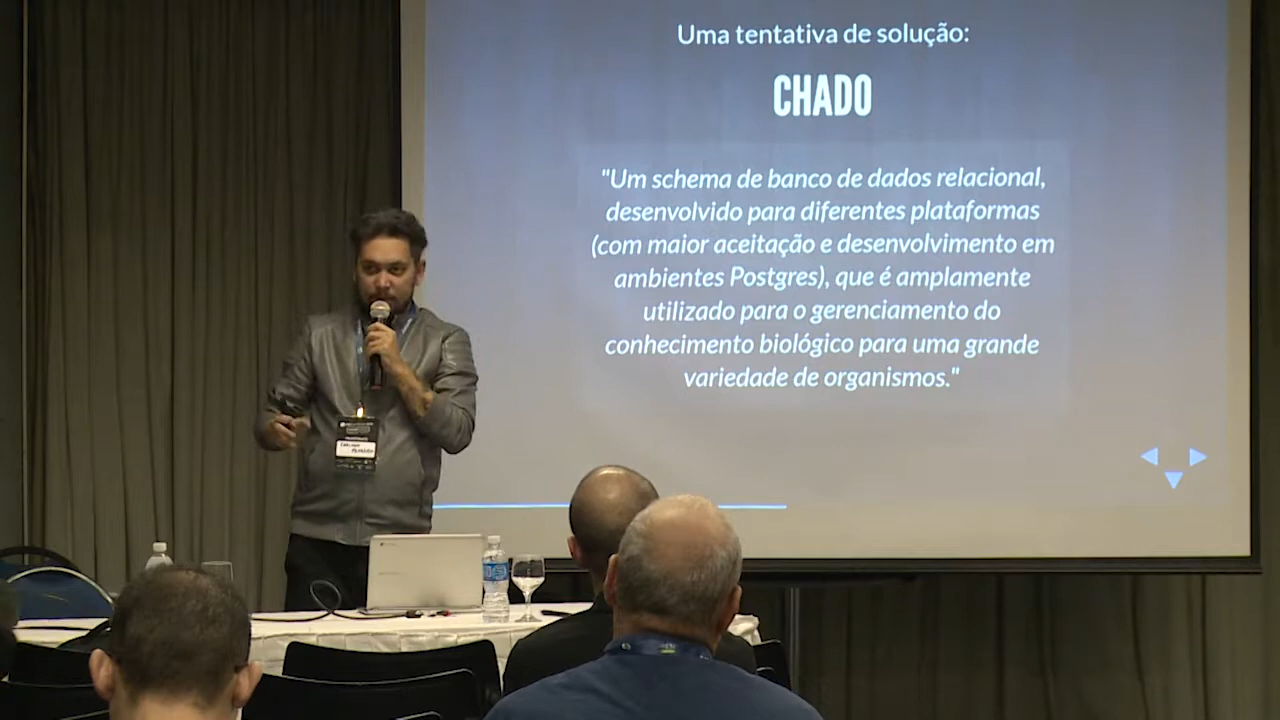 Uma tentativa de solução:
CHADO
"Um schema de banco de dados relacional,
desenvolvido para diferentes plataformas
(com maior aceitação e desenvolvimento em
ambientes Postgres), que é amplamente
utilizado para o gerenciamento do
conhecimento biológico para uma grande
variedade de organismos."